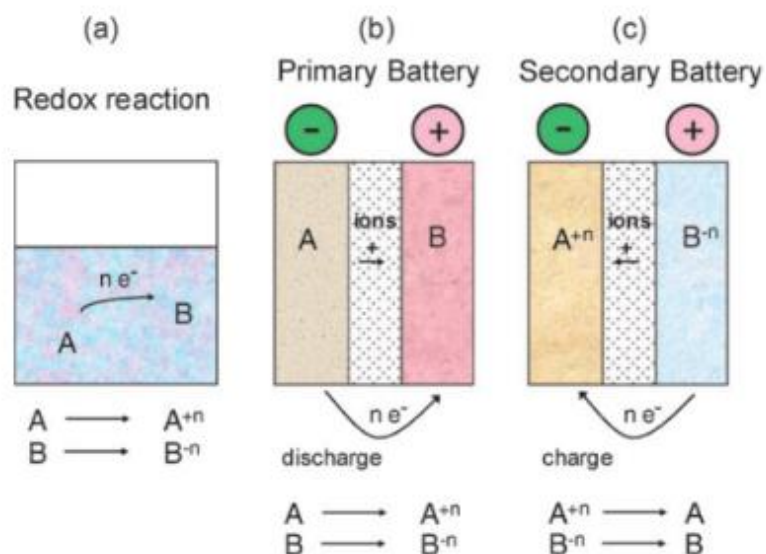 (a)
Redox reaction
n e⁻
A
B
A ⟶ A⁺ⁿ
B ⟶ B⁻ⁿ
(b)
Primary Battery
-
+
A
ions
+
B
n e⁻
discharge
A ⟶ A⁺ⁿ
B ⟶ B⁻ⁿ
(c)
Secondary Battery
-
+
A⁺ⁿ
ions
+
B⁻ⁿ
n e⁻
charge
A⁺ⁿ ⟶ A
B⁻ⁿ ⟶ B